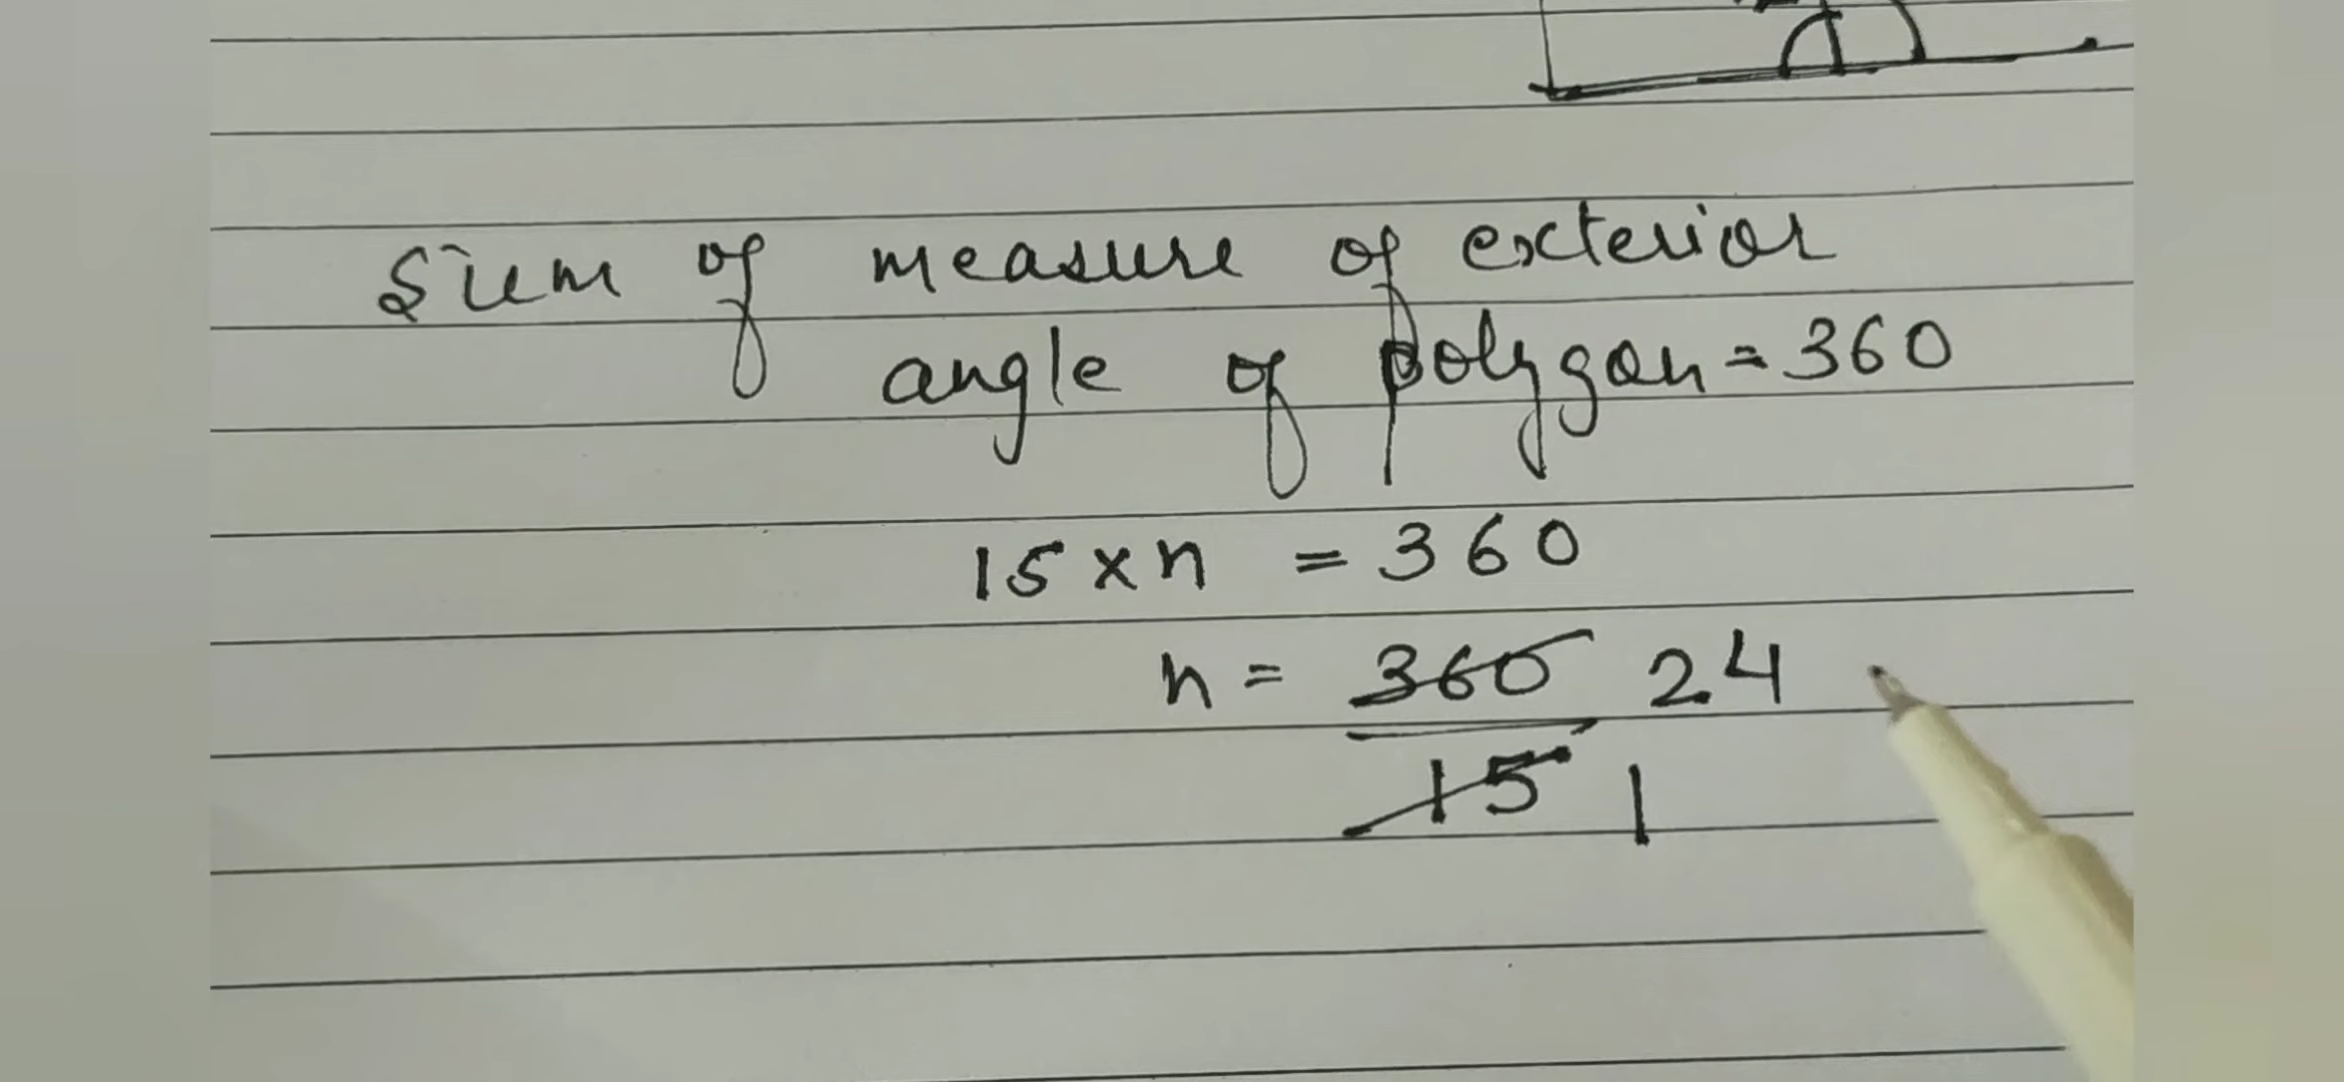 Sum of measure of exterior
angle of polygon = 360
15 × n = 360
n = 360 24
15 1